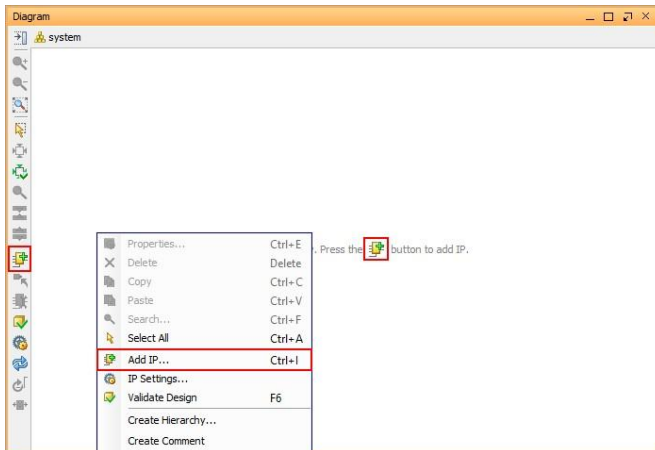 Diagram
system
Properties... Ctrl+E
. Press the button to add IP.
Delete Delete
Copy Ctrl+C
Paste Ctrl+V
Search... Ctrl+F
Select All Ctrl+A
Add IP... Ctrl+I
IP Settings...
Validate Design F6
Create Hierarchy...
Create Comment